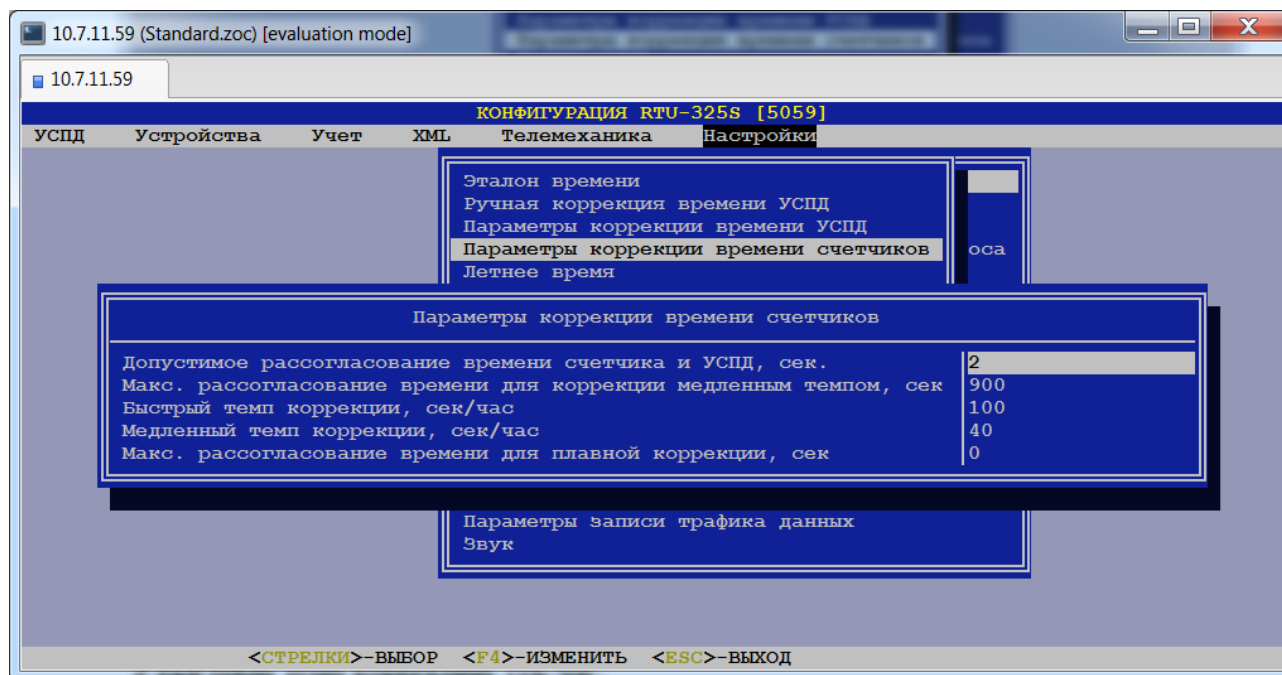 10.7.11.59 (Standard.zoc) [evaluation mode]
10.7.11.59
КОНФИГУРАЦИЯ RTU-325S [5059]
УСПД Устройства Учет XML Телемеханика Настройки
Эталон времени
Ручная коррекция времени УСПД
Параметры коррекции времени УСПД
Параметры коррекции времени счетчиков оса
Летнее время
Параметры коррекции времени счетчиков
Допустимое рассогласование времени счетчика и УСПД, сек. 2
Макс. рассогласование времени для коррекции медленным темпом, сек 900
Быстрый темп коррекции, сек/час 100
Медленный темп коррекции, сек/час 40
Макс. рассогласование времени для плавной коррекции, сек 0
Параметры записи трафика данных
Звук
<СТРЕЛКИ>-ВЫБОР <F4>-ИЗМЕНИТЬ <ESC>-ВЫХОД